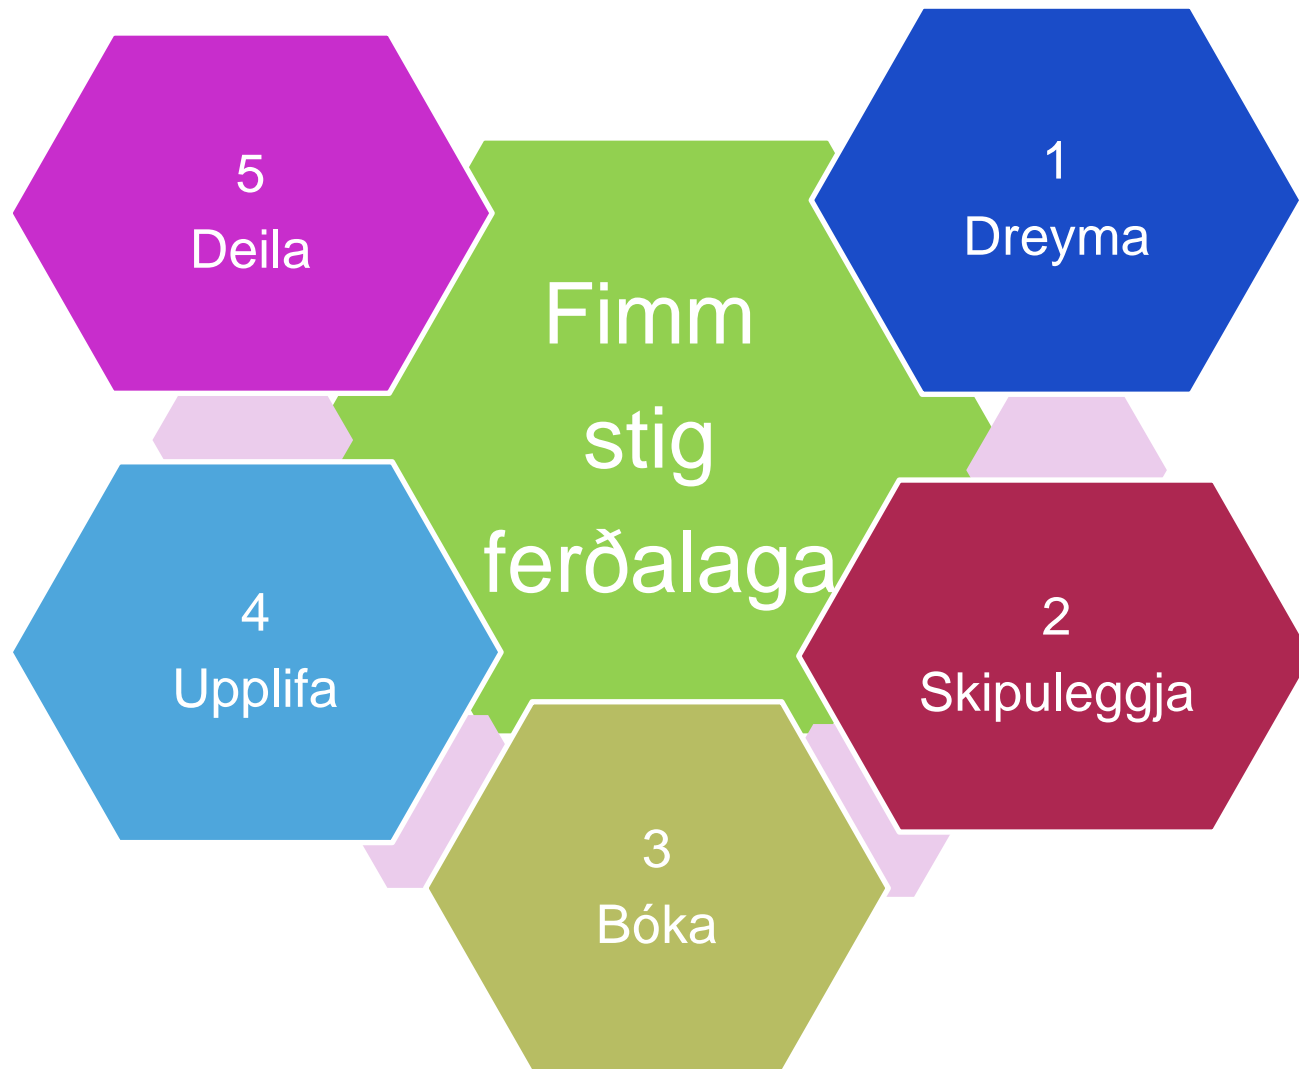 Fimm
stig
ferðalaga
1
Dreyma
2
Skipuleggja
3
Bóka
4
Upplifa
5
Deila